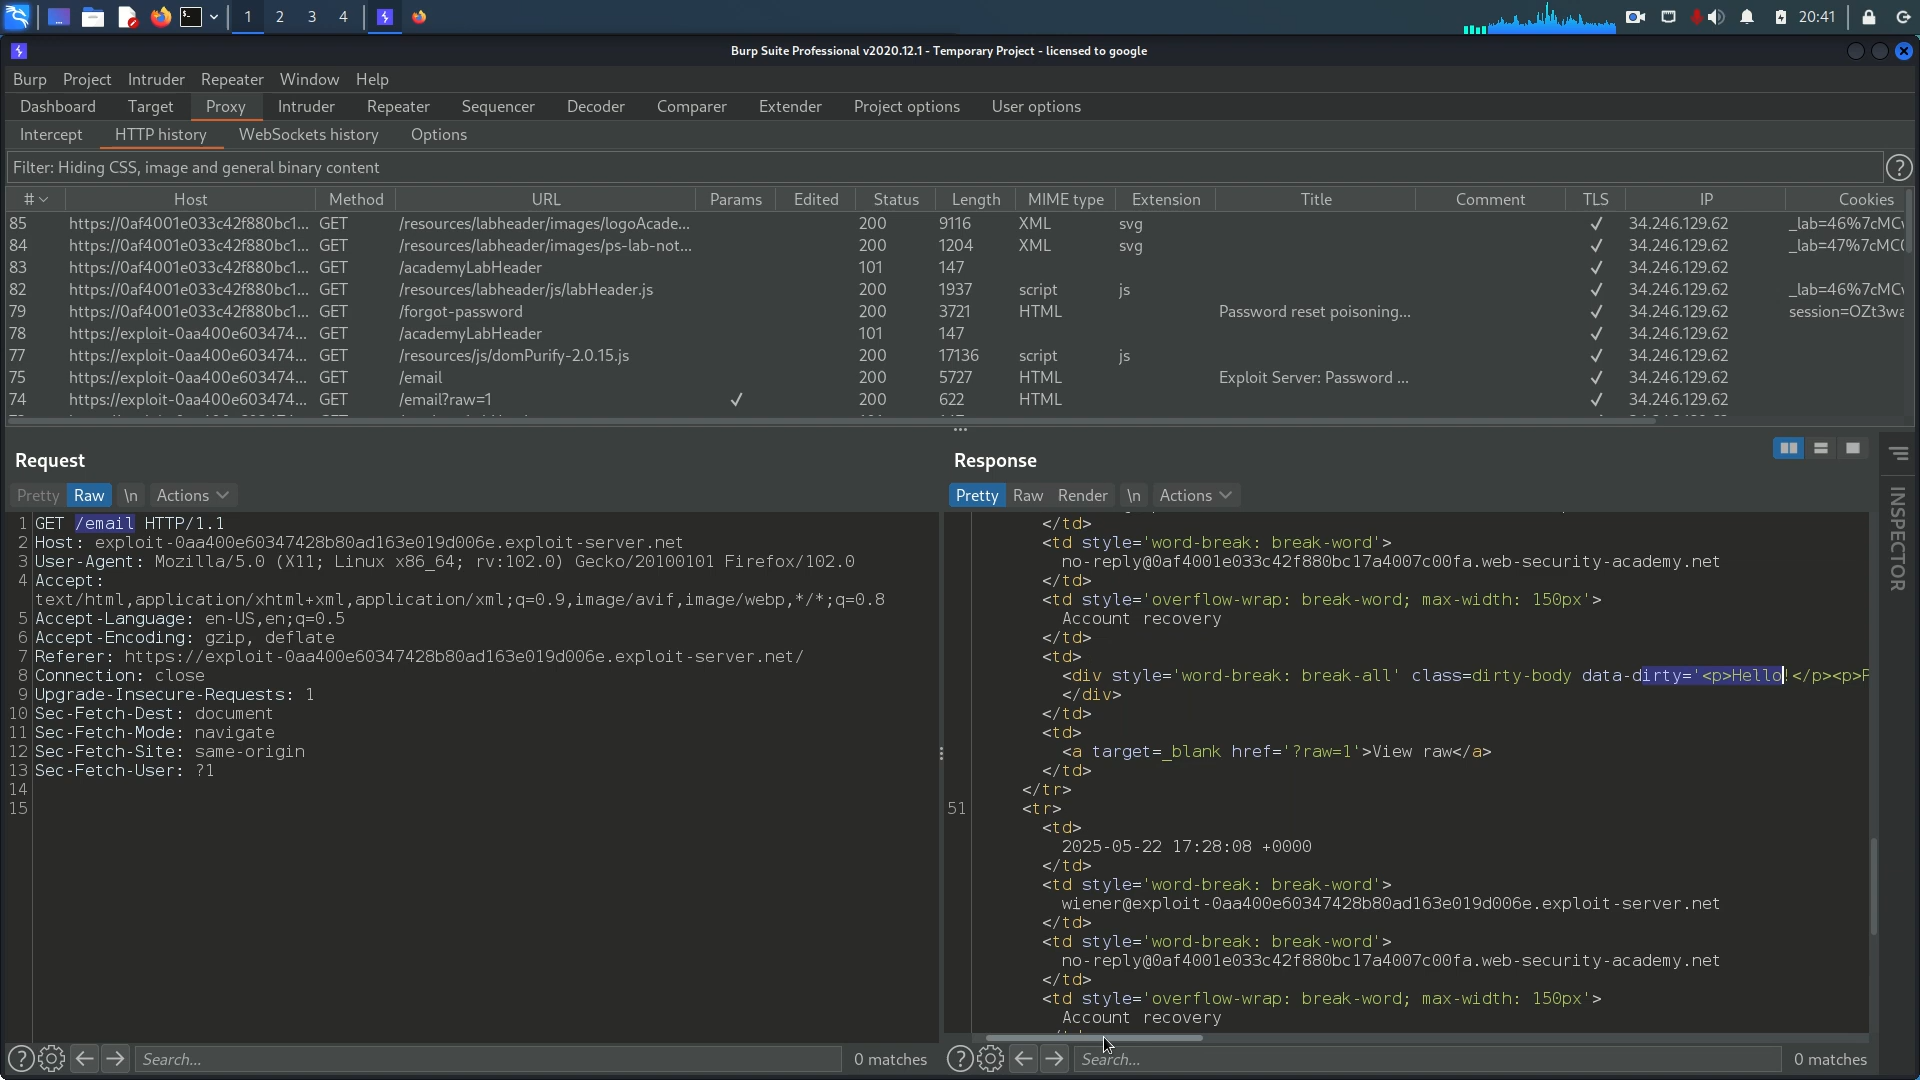 1
2
3
4
20:41
Burp Suite Professional v2020.12.1 - Temporary Project - licensed to google
Burp Project Intruder Repeater Window Help
Dashboard Target Proxy Intruder Repeater Sequencer Decoder Comparer Extender Project options User options
Intercept HTTP history WebSockets history Options
Filter: Hiding CSS, image and general binary content
# Host Method URL Params Edited Status Length MIME type Extension Title Comment TLS IP Cookies
85 https://0af4001e033c42f880bc1... GET /resources/labheader/images/logoAcade... 200 9116 XML svg ✓ 34.246.129.62 _lab=46%7cMC
84 https://0af4001e033c42f880bc1... GET /resources/labheader/images/ps-lab-not... 200 1204 XML svg ✓ 34.246.129.62 _lab=47%7cMC
83 https://0af4001e033c42f880bc1... GET /academyLabHeader 101 147 ✓ 34.246.129.62
82 https://0af4001e033c42f880bc1... GET /resources/labheader/js/labHeader.js 200 1937 script js ✓ 34.246.129.62 _lab=46%7cMC
79 https://0af4001e033c42f880bc1... GET /forgot-password 200 3721 HTML Password reset poisoning... ✓ 34.246.129.62 session=OZt3wa
78 https://exploit-0aa400e603474... GET /academyLabHeader 101 147 ✓ 34.246.129.62
77 https://exploit-0aa400e603474... GET /resources/js/domPurify-2.0.15.js 200 17136 script js ✓ 34.246.129.62
75 https://exploit-0aa400e603474... GET /email 200 5727 HTML Exploit Server: Password ... ✓ 34.246.129.62
74 https://exploit-0aa400e603474... GET /email?raw=1 ✓ 200 622 HTML ✓ 34.246.129.62
Request
Pretty Raw \n Actions
1 GET /email HTTP/1.1
2 Host: exploit-0aa400e60347428b80ad163e019d006e.exploit-server.net
3 User-Agent: Mozilla/5.0 (X11; Linux x86_64; rv:102.0) Gecko/20100101 Firefox/102.0
4 Accept:
text/html,application/xhtml+xml,application/xml;q=0.9,image/avif,image/webp,*/*;q=0.8
5 Accept-Language: en-US,en;q=0.5
6 Accept-Encoding: gzip, deflate
7 Referer: https://exploit-0aa400e60347428b80ad163e019d006e.exploit-server.net/
8 Connection: close
9 Upgrade-Insecure-Requests: 1
10 Sec-Fetch-Dest: document
11 Sec-Fetch-Mode: navigate
12 Sec-Fetch-Site: same-origin
13 Sec-Fetch-User: ?1
14
15
Search... 0 matches
Response
Pretty Raw Render \n Actions
</td>
<td style='word-break: break-word'>
no-reply@0af4001e033c42f880bc17a4007c00fa.web-security-academy.net
</td>
<td style='overflow-wrap: break-word; max-width: 150px'>
Account recovery
</td>
<td>
<div style='word-break: break-all' class=dirty-body data-dirty='<p>Hello!</p><p>P
</div>
</td>
<td>
<a target=_blank href='?raw=1'>View raw</a>
</td>
</tr>
51 <tr>
<td>
2025-05-22 17:28:08 +0000
</td>
<td style='word-break: break-word'>
wiener@exploit-0aa400e60347428b80ad163e019d006e.exploit-server.net
</td>
<td style='word-break: break-word'>
no-reply@0af4001e033c42f880bc17a4007c00fa.web-security-academy.net
</td>
<td style='overflow-wrap: break-word; max-width: 150px'>
Account recovery
Search... 0 matches
INSPECTOR